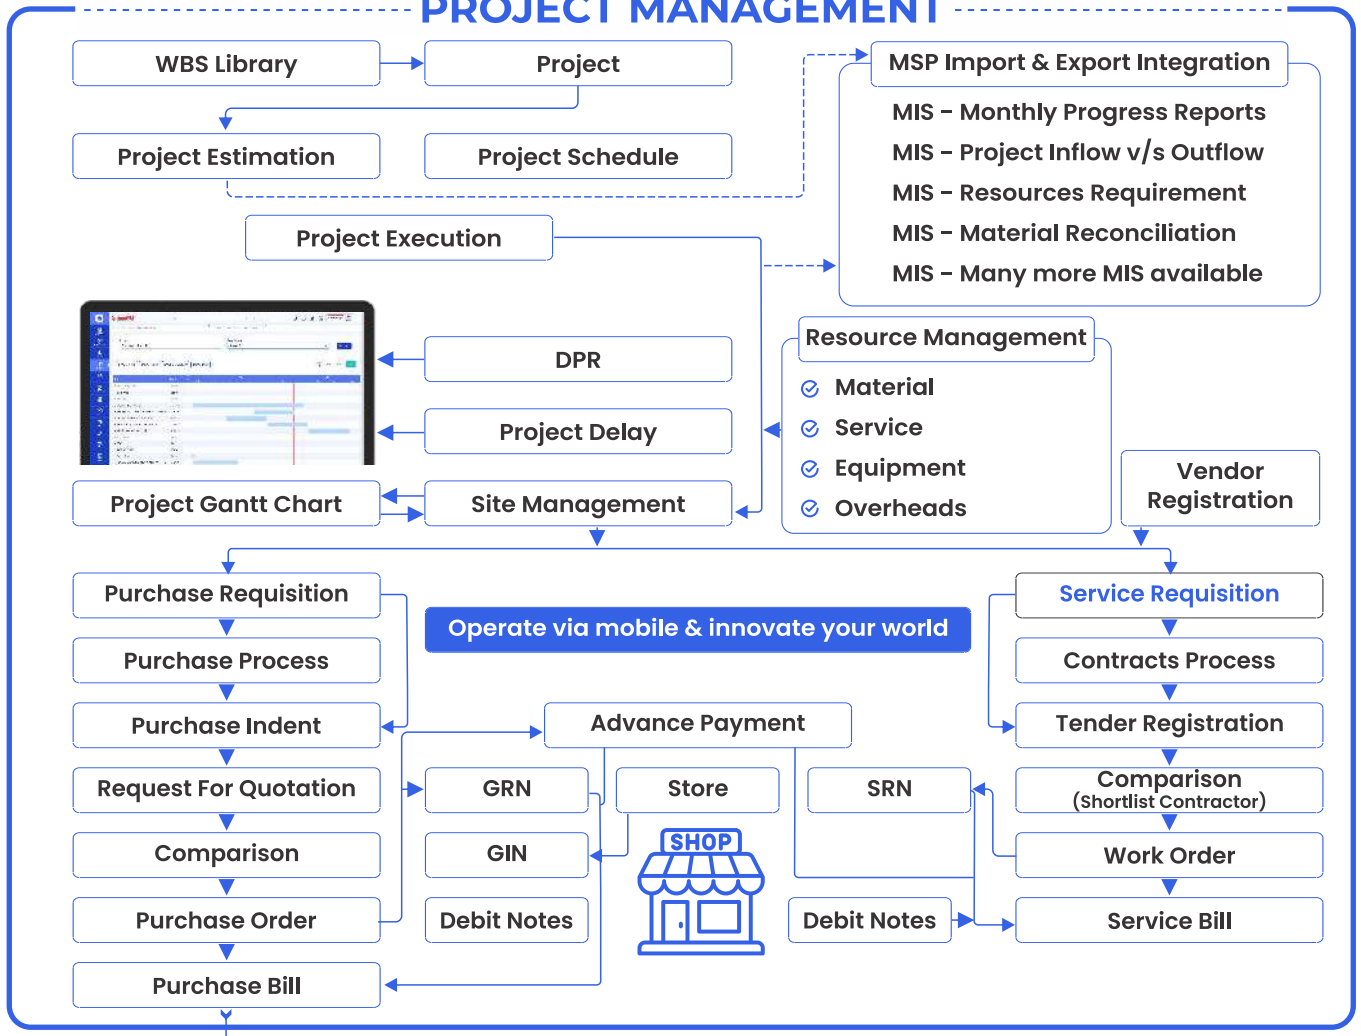 PROJECT MANAGEMENT
WBS Library
Project
MSP Import & Export Integration
MIS – Monthly Progress Reports
MIS – Project Inflow v/s Outflow
MIS – Resources Requirement
MIS – Material Reconciliation
MIS – Many more MIS available
Project Estimation
Project Schedule
Project Execution
DPR
Project Delay
Project Gantt Chart
Site Management
Resource Management
Material
Service
Equipment
Overheads
Vendor
Registration
Purchase Requisition
Purchase Process
Purchase Indent
Request For Quotation
Comparison
Purchase Order
Purchase Bill
Operate via mobile & innovate your world
Advance Payment
GRN
Store
SRN
GIN
SHOP
Debit Notes
Debit Notes
Service Requisition
Contracts Process
Tender Registration
Comparison
(Shortlist Contractor)
Work Order
Service Bill